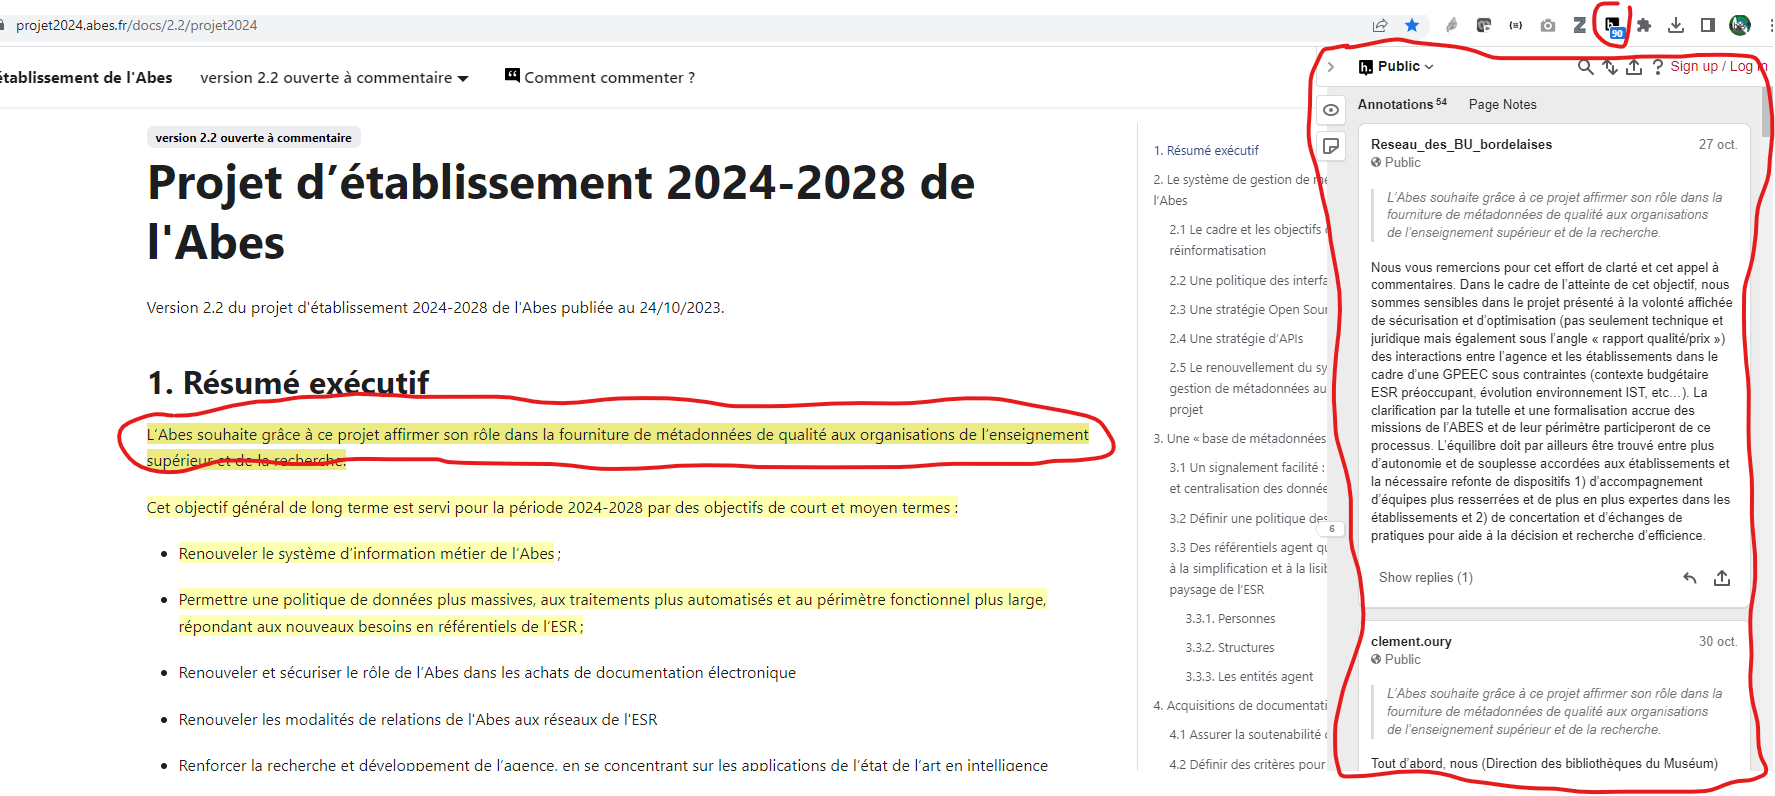 projet2024.abes.fr/docs/2.2/projet2024
90
établissement de l'Abes
version 2.2 ouverte à commentaire
Comment commenter ?
version 2.2 ouverte à commentaire
Projet d'établissement 2024-2028 de
l'Abes
Version 2.2 du projet d'établissement 2024-2028 de l'Abes publiée au 24/10/2023.
1. Résumé exécutif
L'Abes souhaite grâce à ce projet affirmer son rôle dans la fourniture de métadonnées de qualité aux organisations de l'enseignement
supérieur et de la recherche.
Cet objectif général de long terme est servi pour la période 2024-2028 par des objectifs de court et moyen termes :
• Renouveler le système d'information métier de l'Abes ;
• Permettre une politique de données plus massives, aux traitements plus automatisés et au périmètre fonctionnel plus large,
répondant aux nouveaux besoins en référentiels de l'ESR ;
• Renouveler et sécuriser le rôle de l'Abes dans les achats de documentation électronique
• Renouveler les modalités de relations de l'Abes aux réseaux de l'ESR
• Renforcer la recherche et développement de l'agence, en se concentrant sur les applications de l'état de l'art en intelligence
1. Résumé exécutif
2. Le système de gestion de
l'Abes
2.1 Le cadre et les objectifs
réinformatisation
2.2 Une politique des
2.3 Une stratégie Open
2.4 Une stratégie d'APIs
2.5 Le renouvellement du
gestion de métadonnées au
projet
3. Une « base de métadonnées
3.1 Un signalement facilité :
et centralisation des
3.2 Définir une politique
3.3 Des référentiels agent
à la simplification et à la
paysage de l'ESR
3.3.1. Personnes
3.3.2. Structures
3.3.3. Les entités agent
4. Acquisitions de
4.1 Assurer la soutenabilité
4.2 Définir des critères pour
6
h. Public
? Sign up / Log in
Annotations 54
Page Notes
Reseau_des_BU_bordelaises
27 oct.
Public
L'Abes souhaite grâce à ce projet affirmer son rôle dans la
fourniture de métadonnées de qualité aux organisations
de l'enseignement supérieur et de la recherche.
Nous vous remercions pour cet effort de clarté et cet appel à
commentaires. Dans le cadre de l'atteinte de cet objectif, nous
sommes sensibles dans le projet présenté à la volonté affichée
de sécurisation et d'optimisation (pas seulement technique et
juridique mais également sous l'angle « rapport qualité/prix »)
des interactions entre l'agence et les établissements dans le
cadre d'une GPEEC sous contraintes (contexte budgétaire
ESR préoccupant, évolution environnement IST, etc…). La
clarification par la tutelle et une formalisation accrue des
missions de l'ABES et de leur périmètre participeront de ce
processus. L'équilibre doit par ailleurs être trouvé entre plus
d'autonomie et de souplesse accordées aux établissements et
la nécessaire refonte de dispositifs 1) d'accompagnement
d'équipes plus resserrées et de plus en plus expertes dans les
établissements et 2) de concertation et d'échanges de
pratiques pour aide à la décision et recherche d'efficience.
Show replies (1)
clement.oury
30 oct.
Public
L'Abes souhaite grâce à ce projet affirmer son rôle dans la
fourniture de métadonnées de qualité aux organisations
de l'enseignement supérieur et de la recherche.
Tout d'abord, nous (Direction des bibliothèques du Muséum)